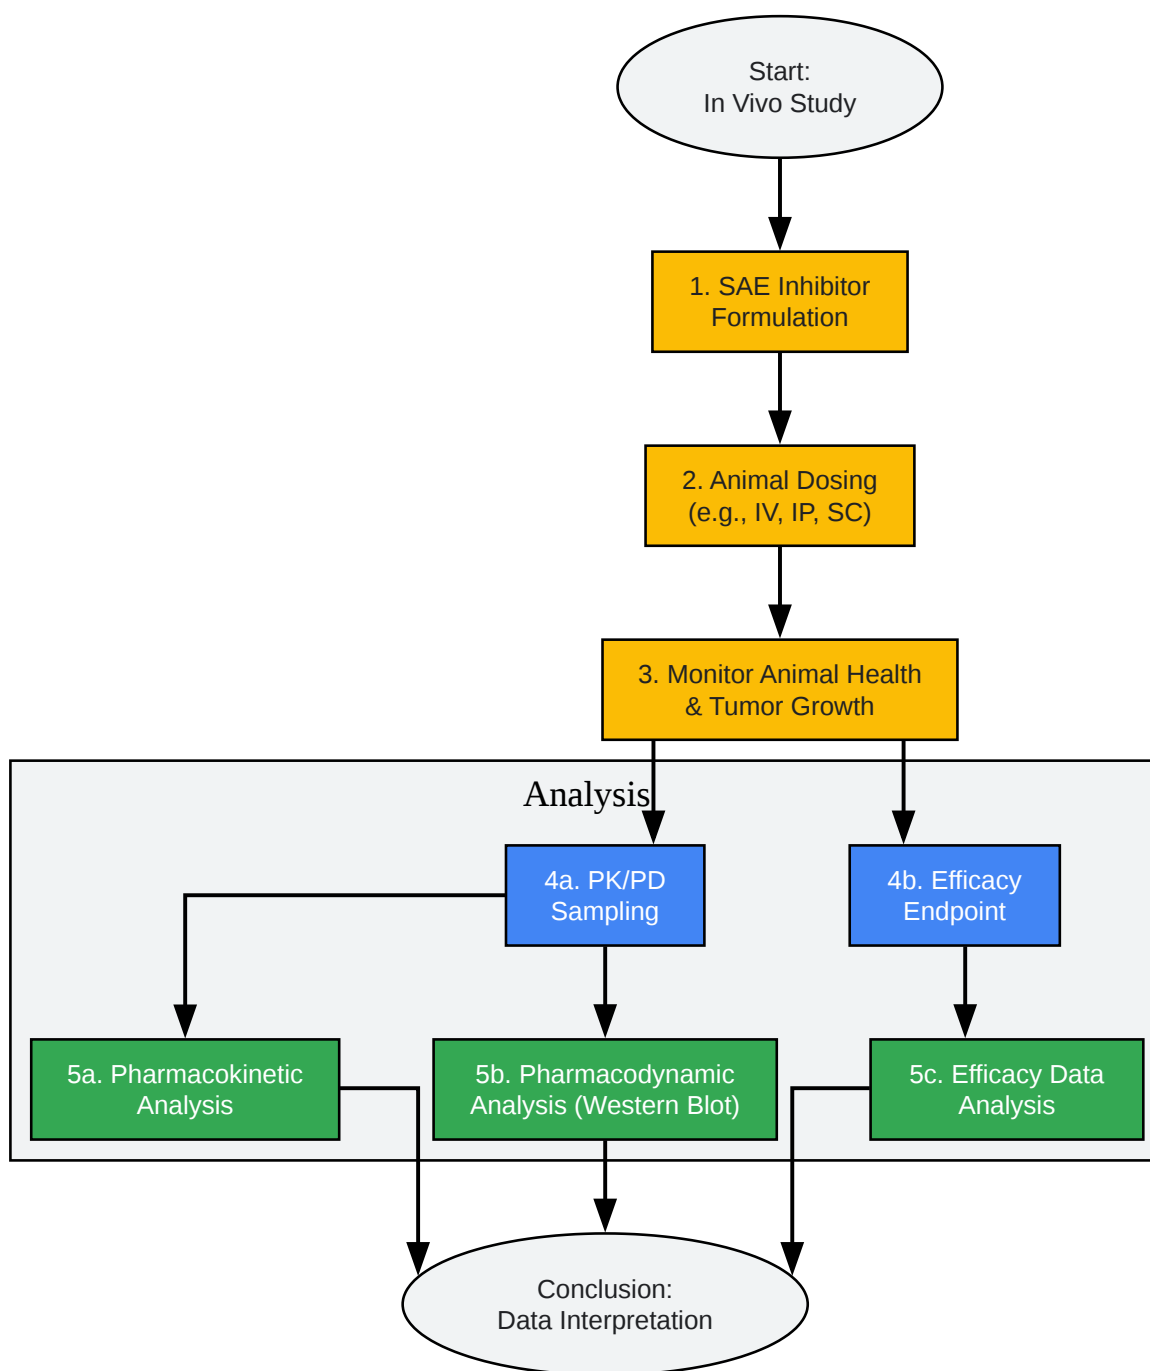 Start:
In Vivo Study
1. SAE Inhibitor
Formulation
2. Animal Dosing
(e.g., IV, IP, SC)
3. Monitor Animal Health
& Tumor Growth
Analysis
4a. PK/PD
Sampling
4b. Efficacy
Endpoint
5a. Pharmacokinetic
Analysis
5b. Pharmacodynamic
Analysis (Western Blot)
5c. Efficacy Data
Analysis
Conclusion:
Data Interpretation